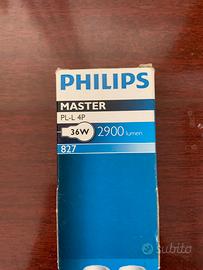 PHILIPS
MASTER
PL-L 4P
36W 2900 lumen
827
subito